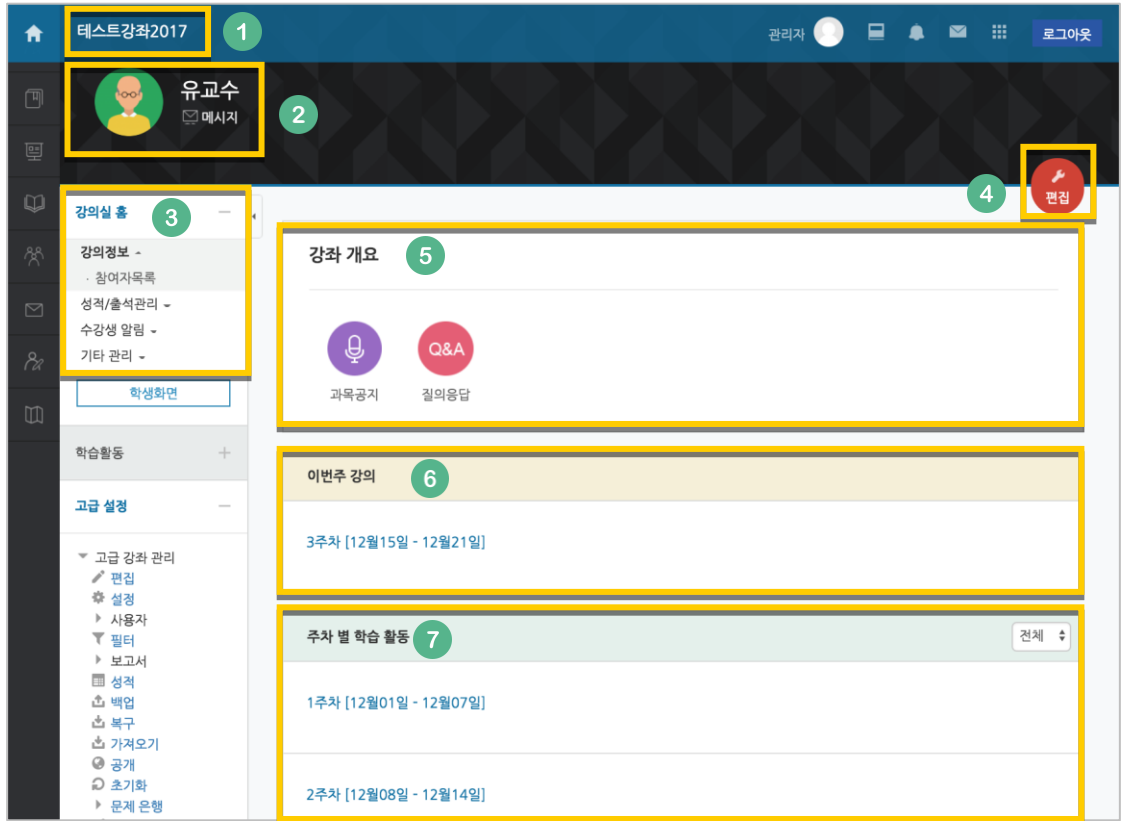 테스트강좌2017
1
관리자
로그아웃
유교수
메시지
2
4
편집
강의실 홈
3
강의정보
· 참여자목록
성적/출석관리
수강생 알림
기타 관리
학생화면
학습활동
고급 설정
고급 강좌 관리
편집
설정
사용자
필터
보고서
성적
백업
복구
가져오기
공개
초기화
문제 은행
강좌 개요
5
Q&A
과목공지
질의응답
이번주 강의
6
3주차 [12월15일 - 12월21일]
주차 별 학습 활동
7
전체
1주차 [12월01일 - 12월07일]
2주차 [12월08일 - 12월14일]